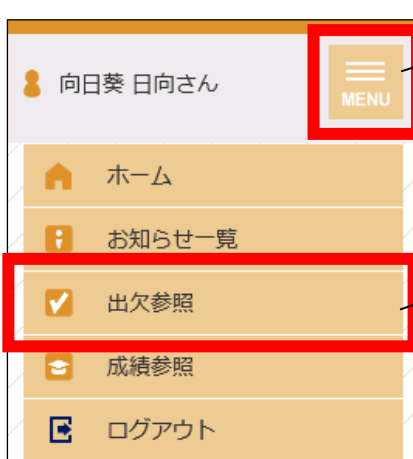 向日葵 日向さん
MENU
ホーム
お知らせ一覧
出欠参照
成績参照
ログアウト